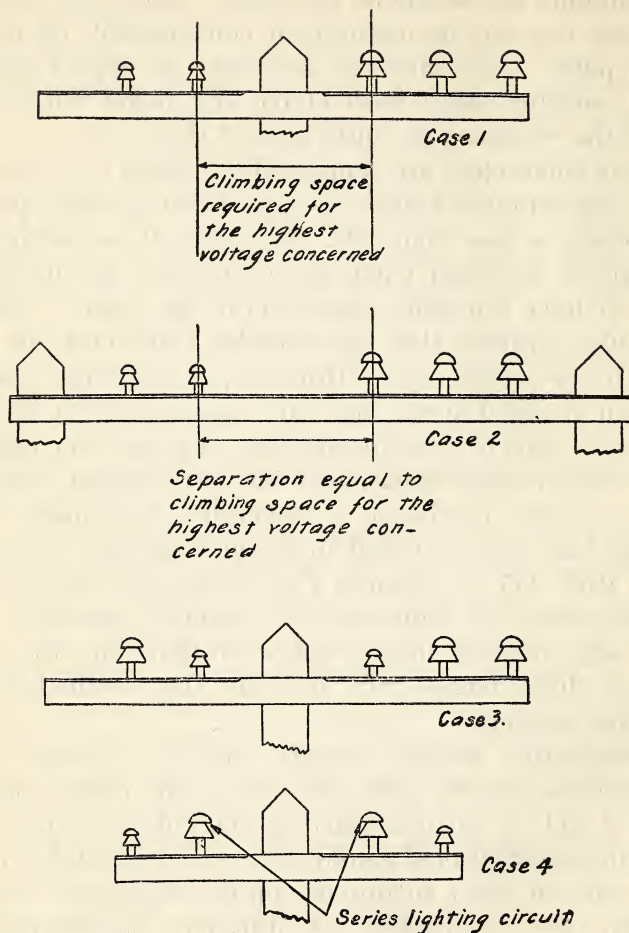 Case 1
Climbing space
required for
the highest
voltage concerned
Case 2
Separation equal to
climbing space for the
highest voltage con-
cerned
Case 3.
Case 4
Series lighting circuit